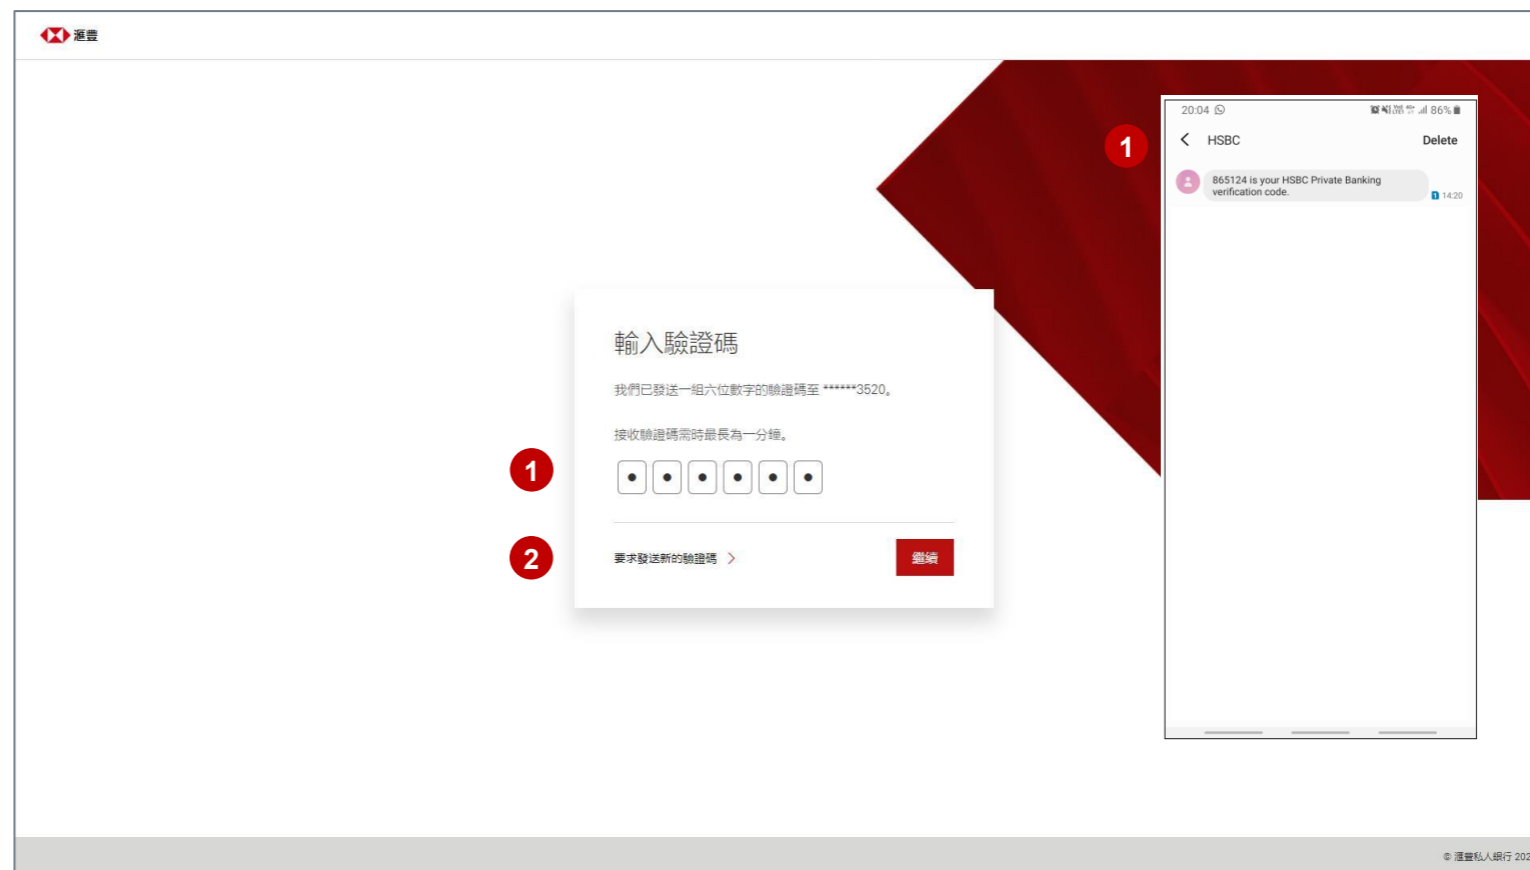 滙豐
20:04
86%
1
HSBC
Delete
865124 is your HSBC Private Banking
verification code.
1 14:20
輸入驗證碼
我們已發送一組六位數字的驗證碼至 ******3520。
接收驗證碼需時最長為一分鐘。
1
2
要求發送新的驗證碼
繼續
© 滙豐私人銀行 202